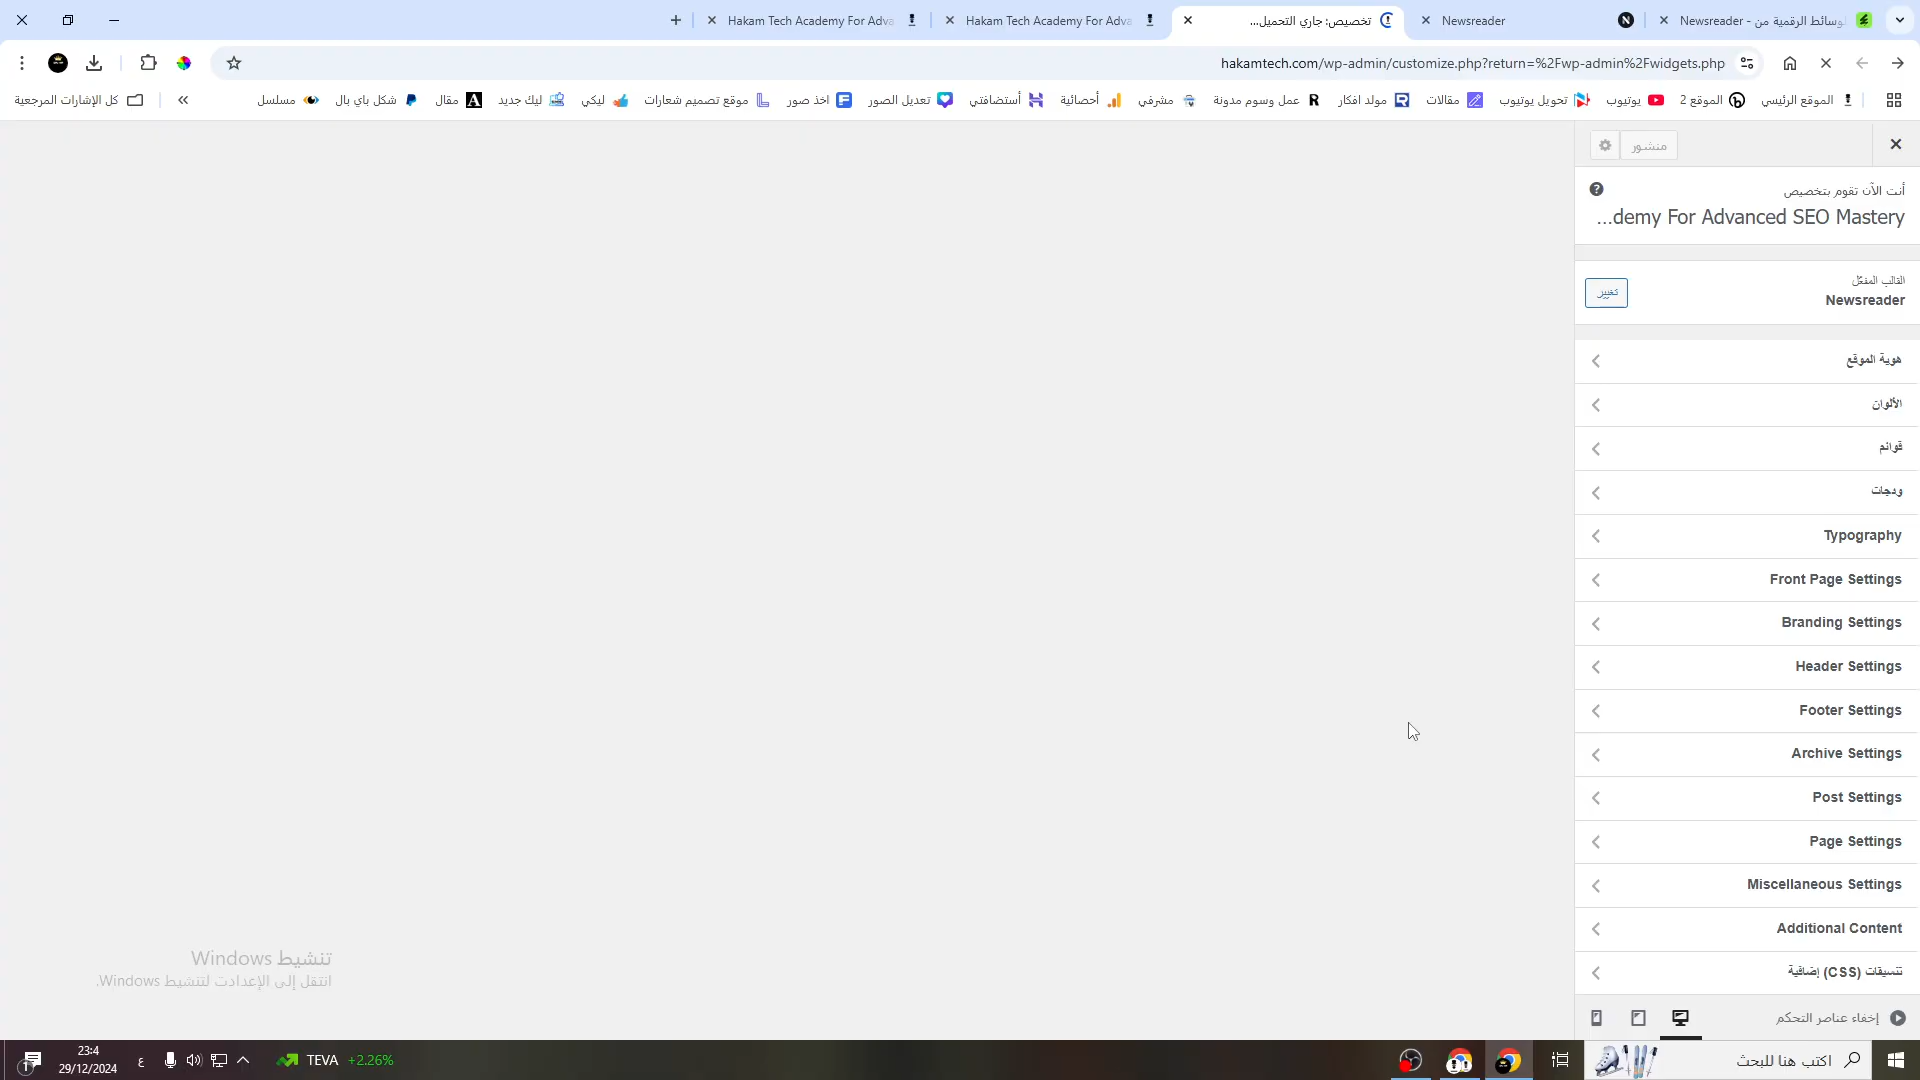 Newsreader - وسائط الرقمية من
Newsreader
تخصيص: جاري التحميل...
Hakam Tech Academy For Adva
Hakam Tech Academy For Adva
hakamtech.com/wp-admin/customize.php?return=%2Fwp-admin%2Fwidgets.php
الموقع الرئيسي
الموقع 2
يوتيوب
تحويل يوتيوب
مقالات
مولد افكار
عمل وسوم مدونة
مشرفي
أحصائية
أستضافتي
تعديل الصور
اخذ صور
موقع تصميم شعارات
ليكي
ليك جديد
مقال
شكل باي بال
مسلسل
كل الإشارات المرجعية
منشور
أنت الآن تقوم بتخصيص
...demy For Advanced SEO Mastery
القالب المفعّل
Newsreader
تغيير
هوية الموقع
الألوان
قوائم
ودجات
Typography
Front Page Settings
Branding Settings
Header Settings
Footer Settings
Archive Settings
Post Settings
Page Settings
Miscellaneous Settings
Additional Content
تنسيقات (CSS) إضافية
إخفاء عناصر التحكم
تنشيط Windows
انتقل إلى الإعدادت لتنشيط Windows.
اكتب هنا للبحث
TEVA +2.26%
ع
23:4
29/12/2024
1